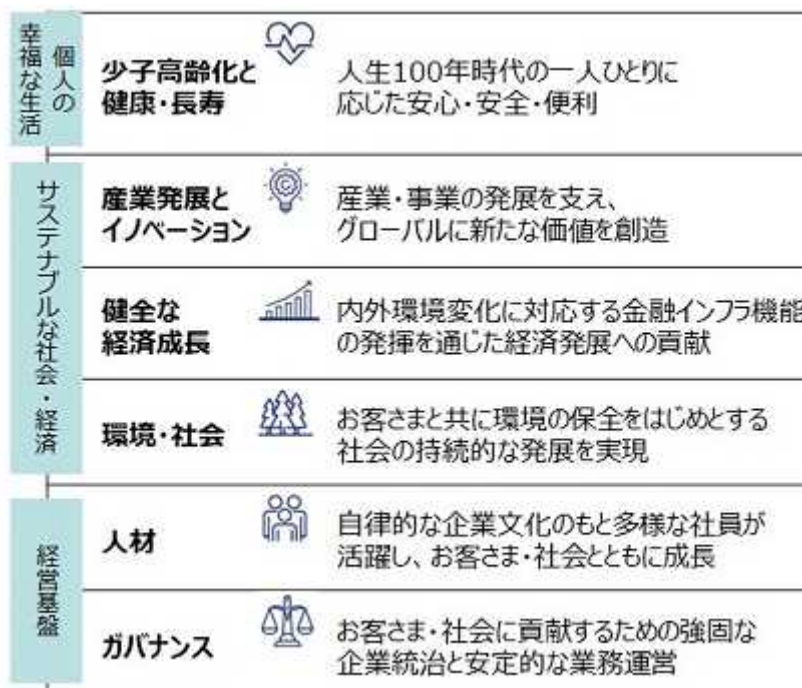 個人の
幸福な生活
少子高齢化と
健康・長寿
人生100年時代の一人ひとりに
応じた安心・安全・便利
サステナブルな社会・経済
産業発展と
イノベーション
産業・事業の発展を支え、
グローバルに新たな価値を創造
健全な
経済成長
内外環境変化に対応する金融インフラ機能
の発揮を通じた経済発展への貢献
環境・社会
お客さまと共に環境の保全をはじめとする
社会の持続的な発展を実現
経営基盤
人材
自律的な企業文化のもと多様な社員が
活躍し、お客さま・社会とともに成長
ガバナンス
お客さま・社会に貢献するための強固な
企業統治と安定的な業務運営